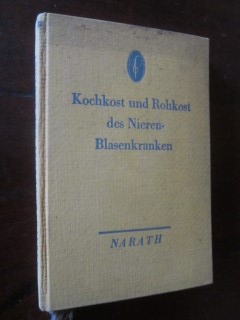 Kochkost und Rohkost
des Nieren-
Blasenkranken
NARATH